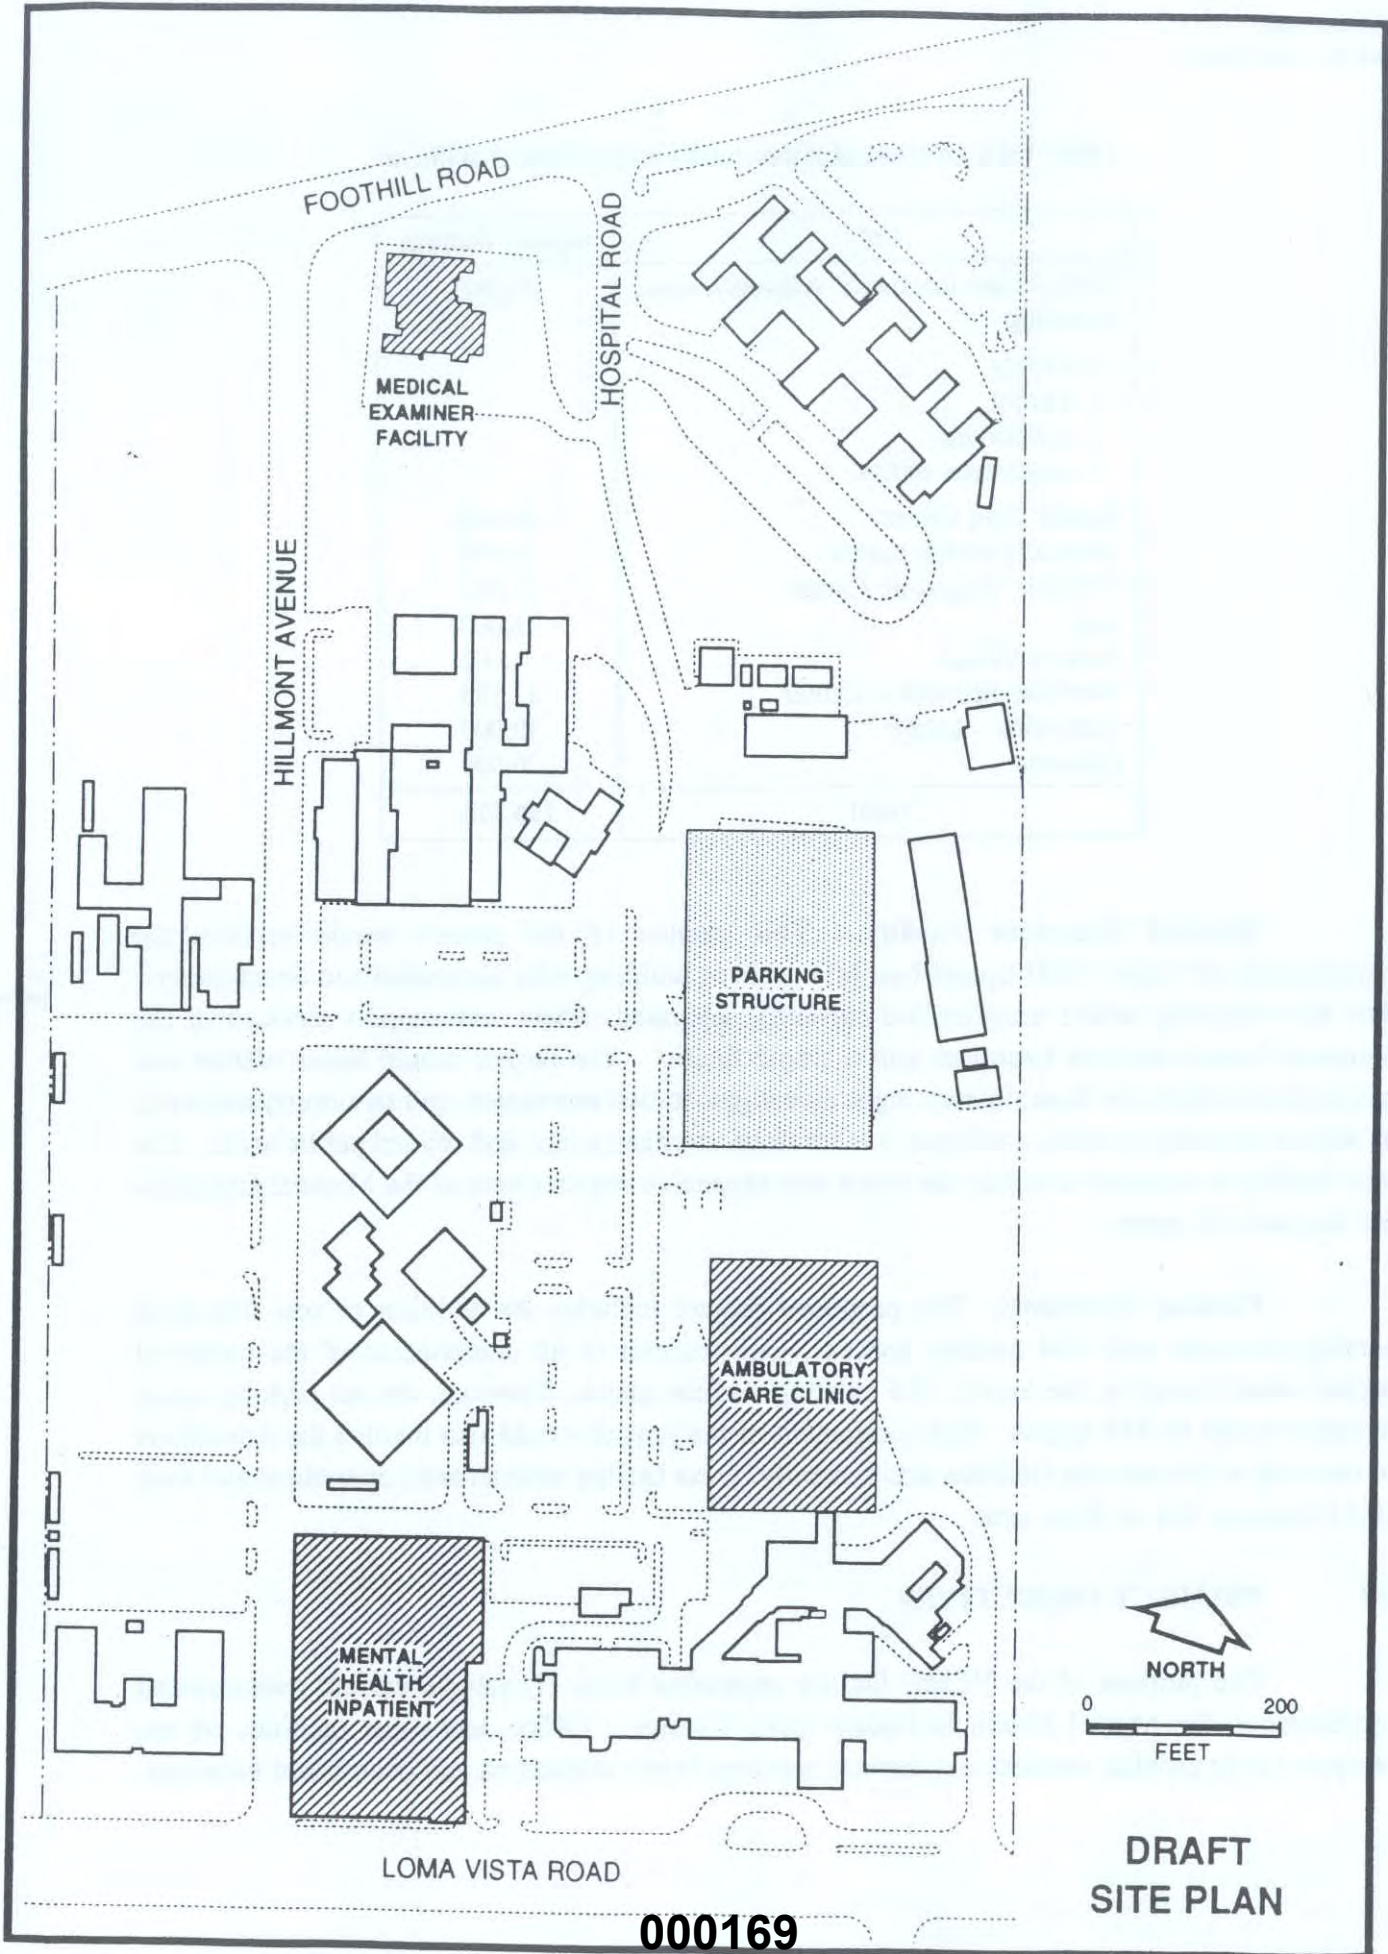 FOOTHILL ROAD
HOSPITAL ROAD
MEDICAL
EXAMINER
FACILITY
HILLMONT AVENUE
PARKING
STRUCTURE
AMBULATORY
CARE CLINIC
MENTAL
HEALTH
INPATIENT
NORTH
0 200
FEET
LOMA VISTA ROAD
DRAFT
SITE PLAN
000169